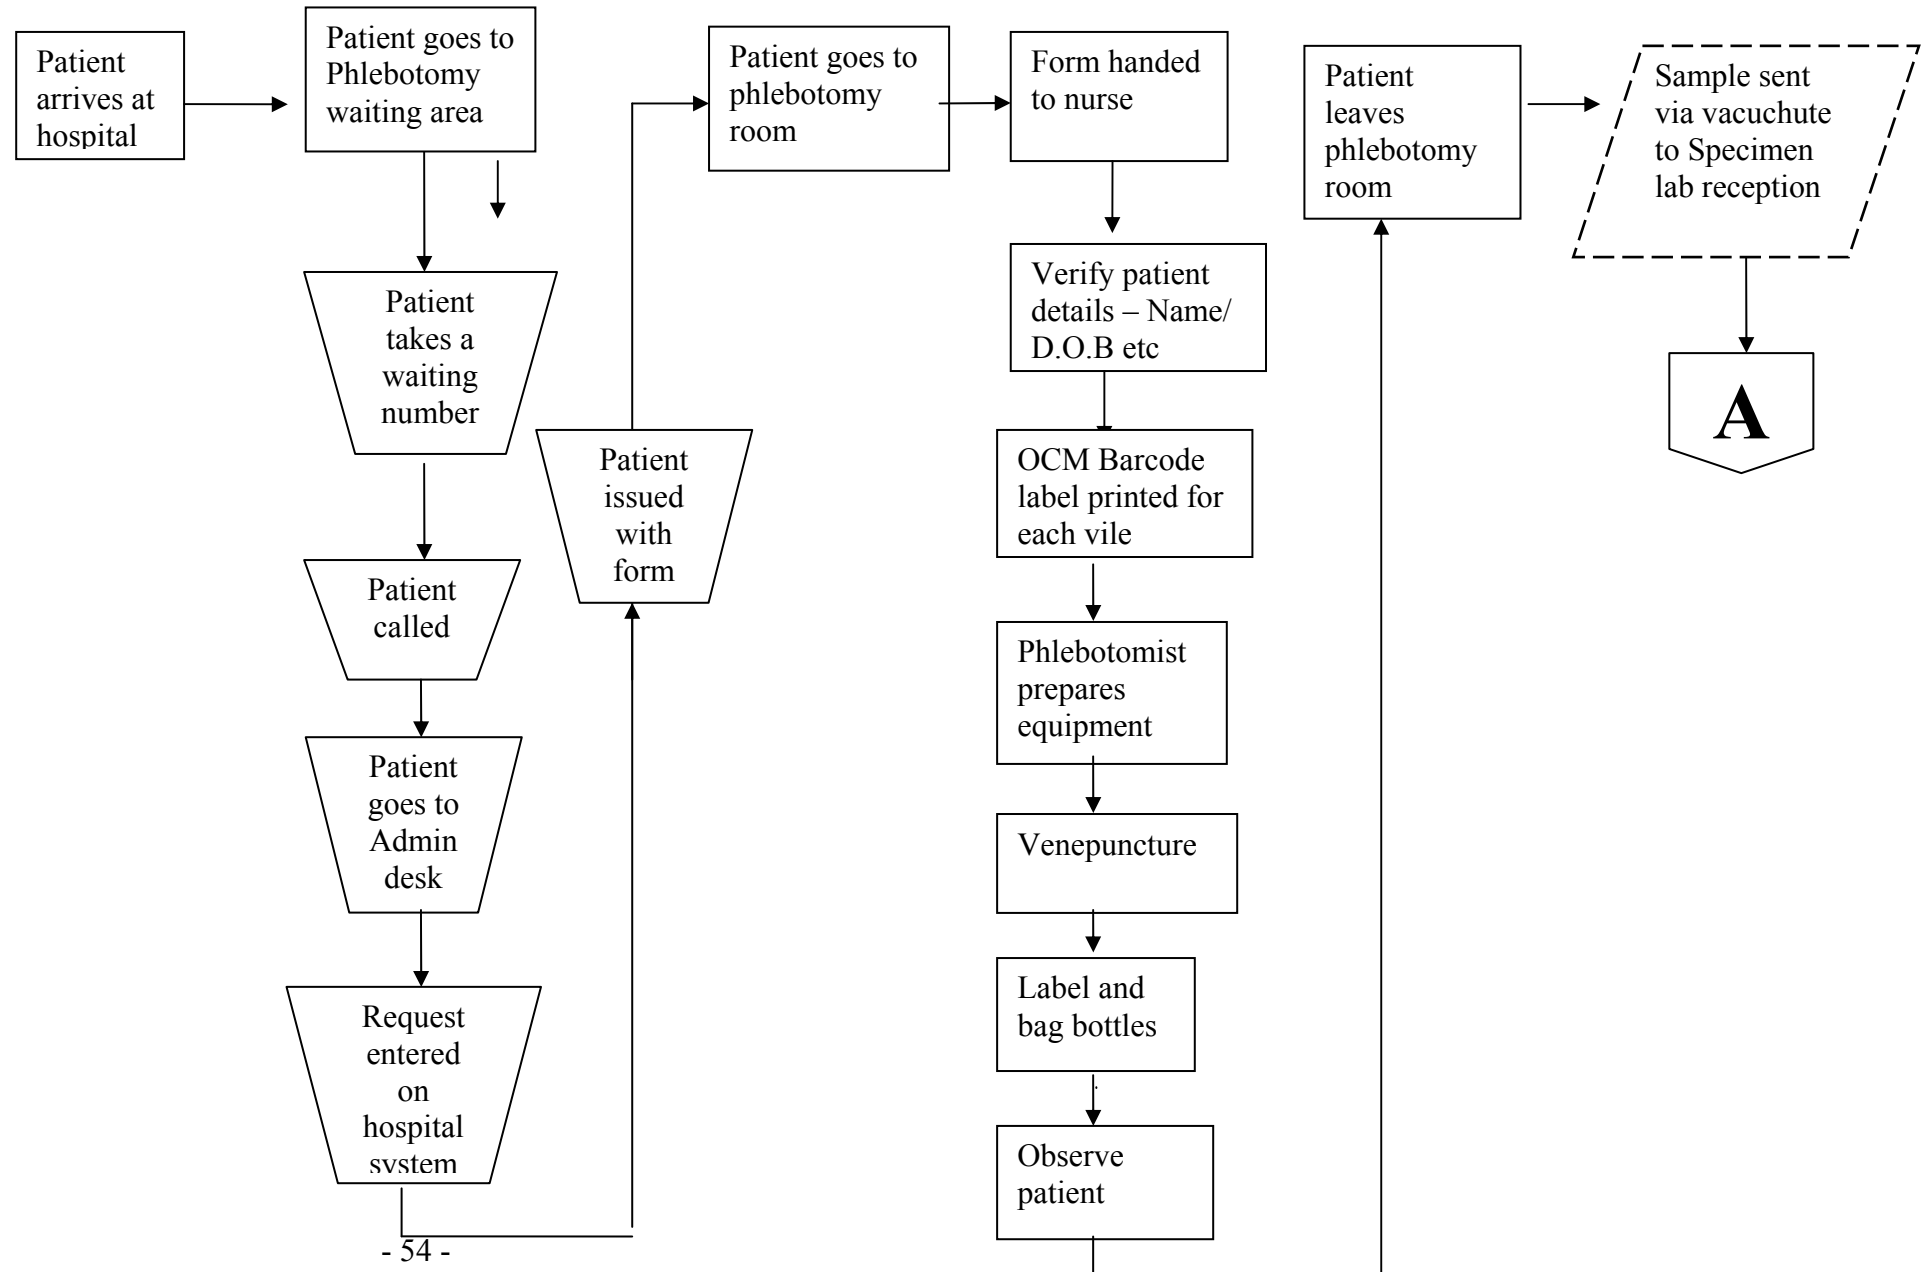 Patient
arrives at
hospital
Patient goes to
Phlebotomy
waiting area
Patient
takes a
waiting
number
Patient
called
Patient
goes to
Admin
desk
Request
entered
on
hospital
system
Patient
issued
with
form
Patient goes to
phlebotomy
room
Form handed
to nurse
Verify patient
details – Name/
D.O.B etc
OCM Barcode
label printed for
each vile
Phlebotomist
prepares
equipment
Venepuncture
Label and
bag bottles
Observe
patient
Patient
leaves
phlebotomy
room
Sample sent
via vacuchute
to Specimen
lab reception
A
- 54 -